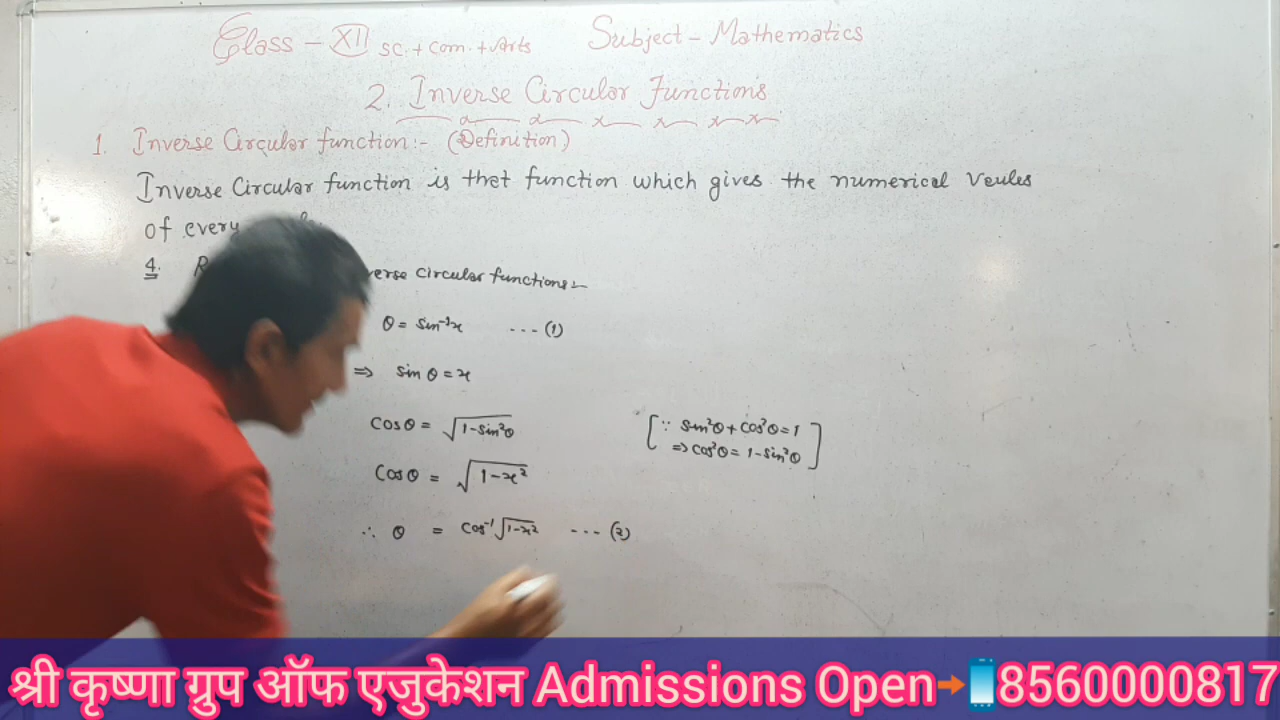 Class - XII sc. + com. + Arts Subject - Mathematics
2. Inverse Circular Functions
1. Inverse Circular function :- (Definition)
Inverse Circular function is thet function which gives the numerical Veules
of every
4. verse circular functions :-
θ = sin⁻¹x --- (1)
⇒ sin θ = x
Cos θ = √1-sin²θ [∵ sin²θ + cos²θ = 1
⇒ cos²θ = 1-sin²θ]
Cos θ = √1-x²
∴ θ = cos⁻¹√1-x² --- (2)
श्री कृष्णा ग्रुप ऑफ एजुकेशन Admissions Open➝📱8560000817